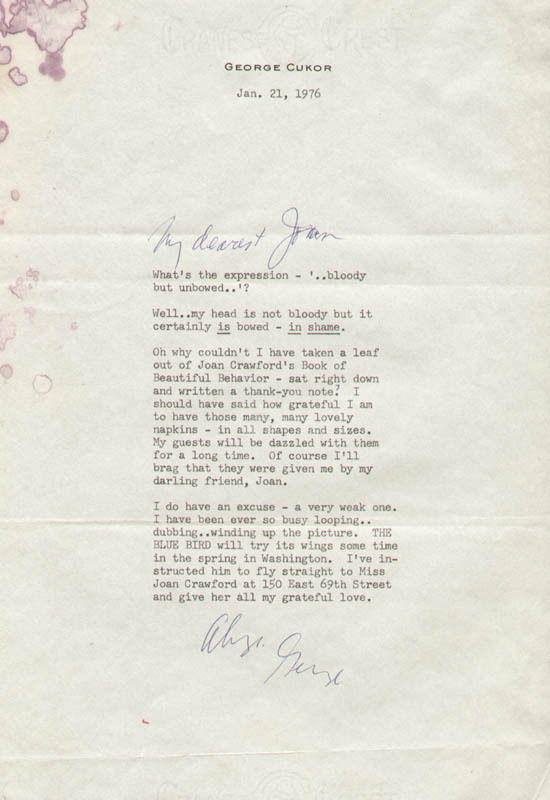 CRANE'S CREST
GEORGE CUKOR
Jan. 21, 1976
My dearest Joan
What's the expression - '..bloody
but unbowed..'?
Well..my head is not bloody but it
certainly is bowed - in shame.
Oh why couldn't I have taken a leaf
out of Joan Crawford's Book of
Beautiful Behavior - sat right down
and written a thank-you note? I
should have said how grateful I am
to have those many, many lovely
napkins - in all shapes and sizes.
My guests will be dazzled with them
for a long time. Of course I'll
brag that they were given me by my
darling friend, Joan.
I do have an excuse - a very weak one.
I have been ever so busy looping..
dubbing..winding up the picture. THE
BLUE BIRD will try its wings some time
in the spring in Washington. I've in-
structed him to fly straight to Miss
Joan Crawford at 150 East 69th Street
and give her all my grateful love.
Always.
George